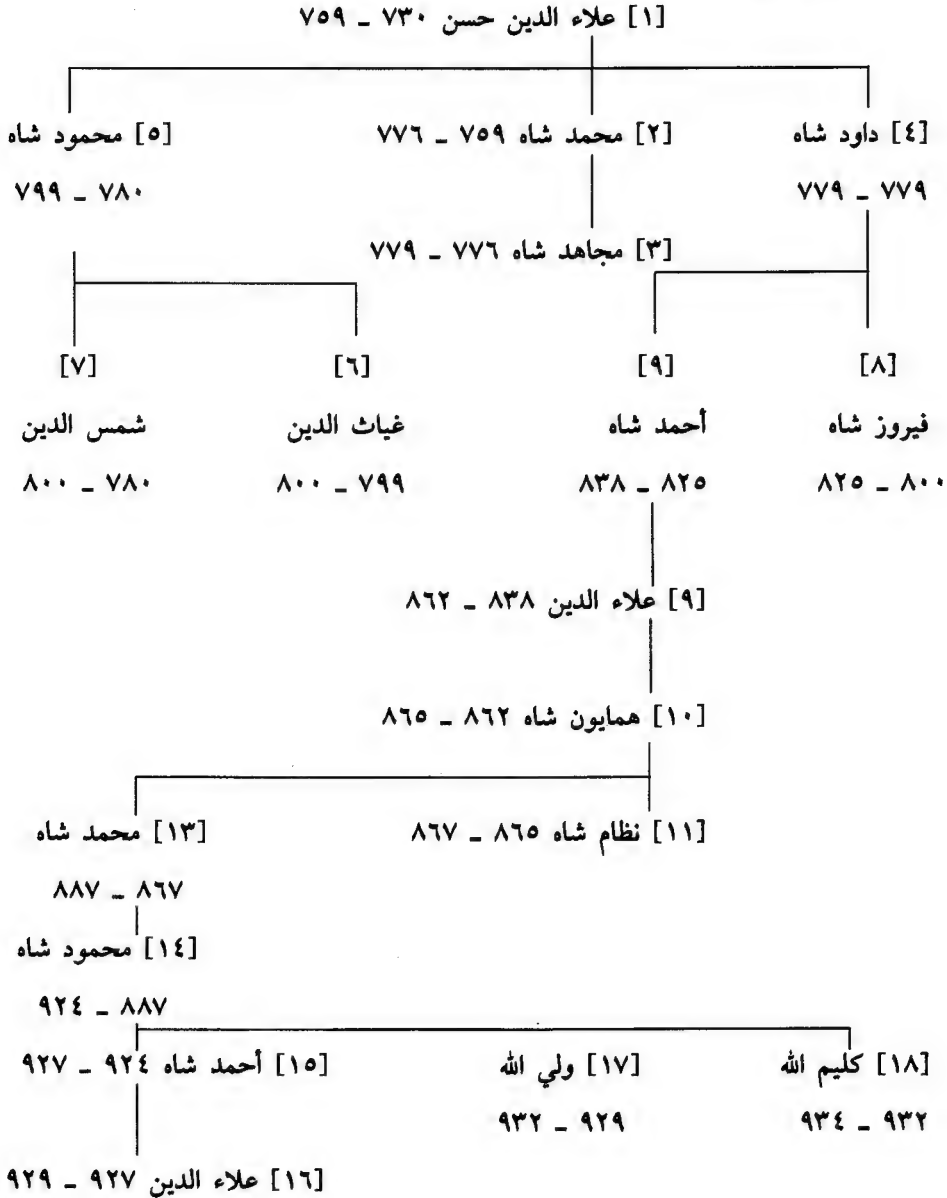 [١] علاء الدين حسن ٧٣٠ ـ ٧٥٩
[٤] داود شاه [٢] محمد شاه ٧٥٩ ـ ٧٧٦ [٥] محمود شاه
٧٧٩ ـ ٧٧٩ ٧٨٠ ـ ٧٩٩
[٣] مجاهد شاه ٧٧٦ ـ ٧٧٩
[٨] [٩] [٦] [٧]
فيروز شاه أحمد شاه غياث الدين شمس الدين
٨٠٠ ـ ٨٢٥ ٨٢٥ ـ ٨٣٨ ٧٩٩ ـ ٨٠٠ ٧٨٠ ـ ٨٠٠
[٩] علاء الدين ٨٣٨ ـ ٨٦٢
[١٠] همايون شاه ٨٦٢ ـ ٨٦٥
[١١] نظام شاه ٨٦٥ ـ ٨٦٧ [١٣] محمد شاه
٨٦٧ ـ ٨٨٧
[١٤] محمود شاه
٨٨٧ ـ ٩٢٤
[١٨] كليم الله [١٧] ولي الله [١٥] أحمد شاه ٩٢٤ ـ ٩٢٧
٩٣٢ ـ ٩٣٤ ٩٢٩ ـ ٩٣٢
[١٦] علاء الدين ٩٢٧ ـ ٩٢٩